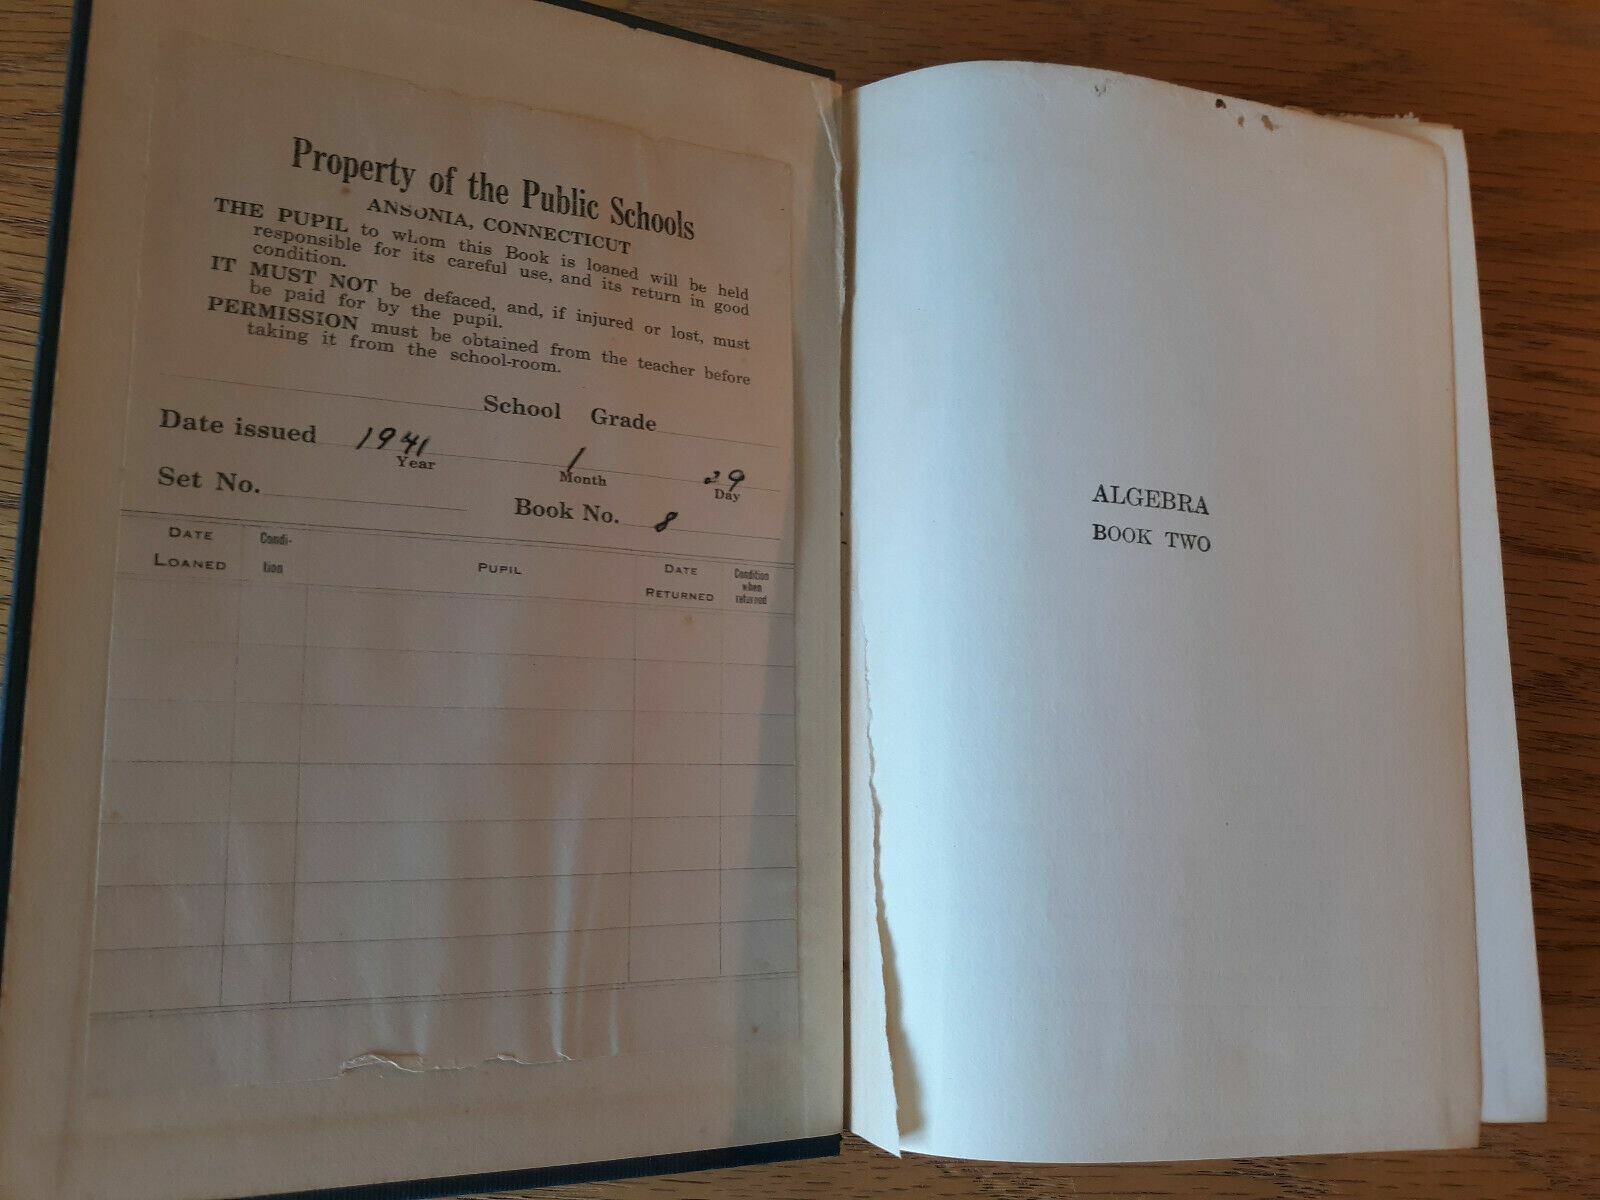 Property of the Public Schools
ANSONIA, CONNECTICUT
THE PUPIL to whom this Book is loaned will be held
responsible for its careful use, and its return in good
condition.
IT MUST NOT be defaced, and, if injured or lost, must
be paid for by the pupil.
PERMISSION must be obtained from the teacher before
taking it from the school-room.
School Grade
Date issued 1941 1 29
Year Month Day
Set No. Book No. 8
DATE LOANED
Condi-
tion
PUPIL
DATE RETURNED
Condition
when
returned
ALGEBRA
BOOK TWO